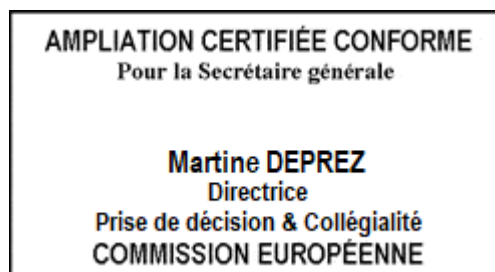 AMPLIATION CERTIFIÉE CONFORME
Pour la Secrétaire générale
Martine DEPREZ
Directrice
Prise de décision & Collégialité
COMMISSION EUROPÉENNE